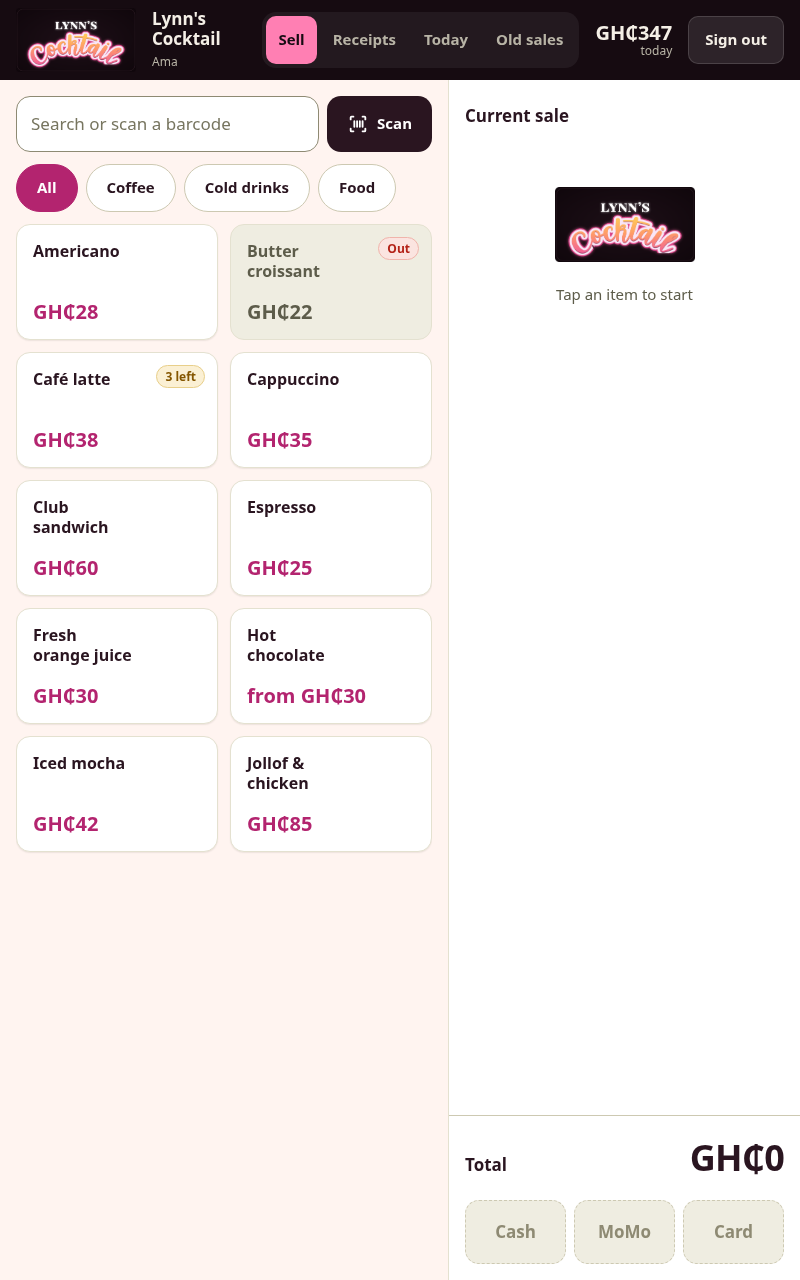 LYNN'S
Cocktail
Lynn's
Cocktail
Ama
Sell
Receipts
Today
Old sales
GH₵347
today
Sign out
Search or scan a barcode
Scan
All
Coffee
Cold drinks
Food
Americano
GH₵28
Butter
croissant
Out
GH₵22
Café latte
3 left
GH₵38
Cappuccino
GH₵35
Club
sandwich
GH₵60
Espresso
GH₵25
Fresh
orange juice
GH₵30
Hot
chocolate
from GH₵30
Iced mocha
GH₵42
Jollof &
chicken
GH₵85
Current sale
LYNN'S
Cocktail
Tap an item to start
Total
GH₵0
Cash
MoMo
Card